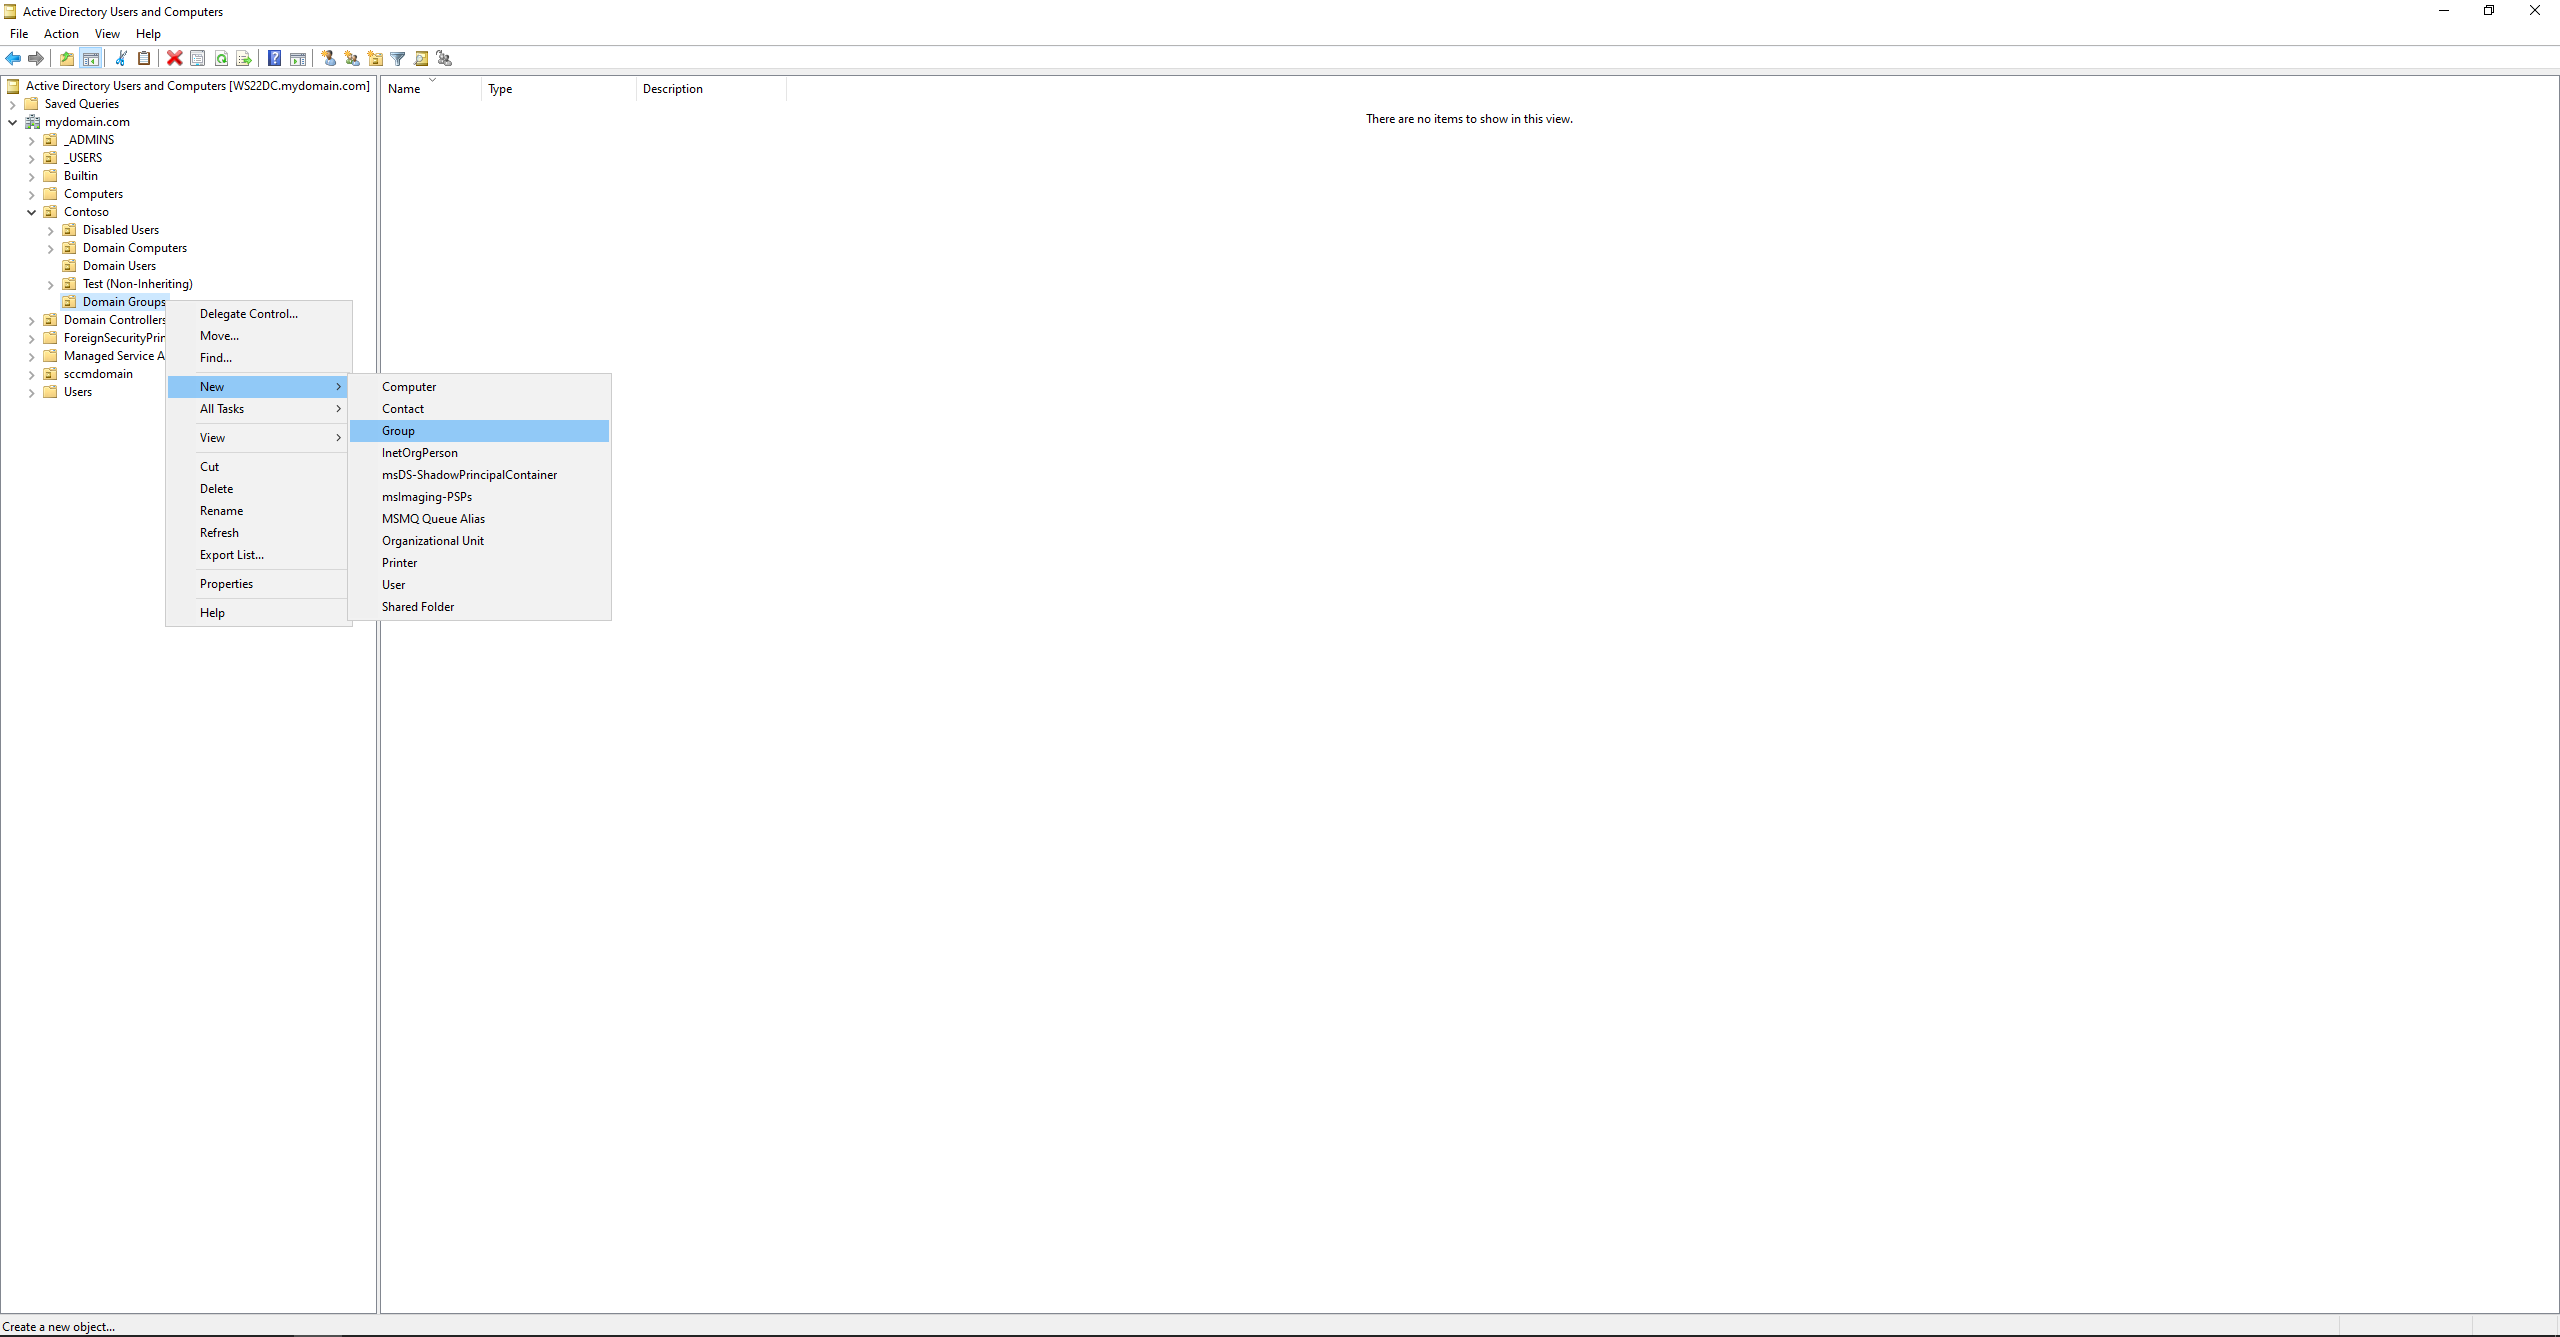 Active Directory Users and Computers
File Action View Help
Active Directory Users and Computers [WS22DC.mydomain.com]
Saved Queries
mydomain.com
_ADMINS
_USERS
Builtin
Computers
Contoso
Disabled Users
Domain Computers
Domain Users
Test (Non-Inheriting)
Domain Groups
Domain Controllers
ForeignSecurityPrin
Managed Service A
sccmdomain
Users
Delegate Control...
Move...
Find...
New
All Tasks
View
Cut
Delete
Rename
Refresh
Export List...
Properties
Help
Computer
Contact
Group
InetOrgPerson
msDS-ShadowPrincipalContainer
msImaging-PSPs
MSMQ Queue Alias
Organizational Unit
Printer
User
Shared Folder
Name Type Description
There are no items to show in this view.
Create a new object...